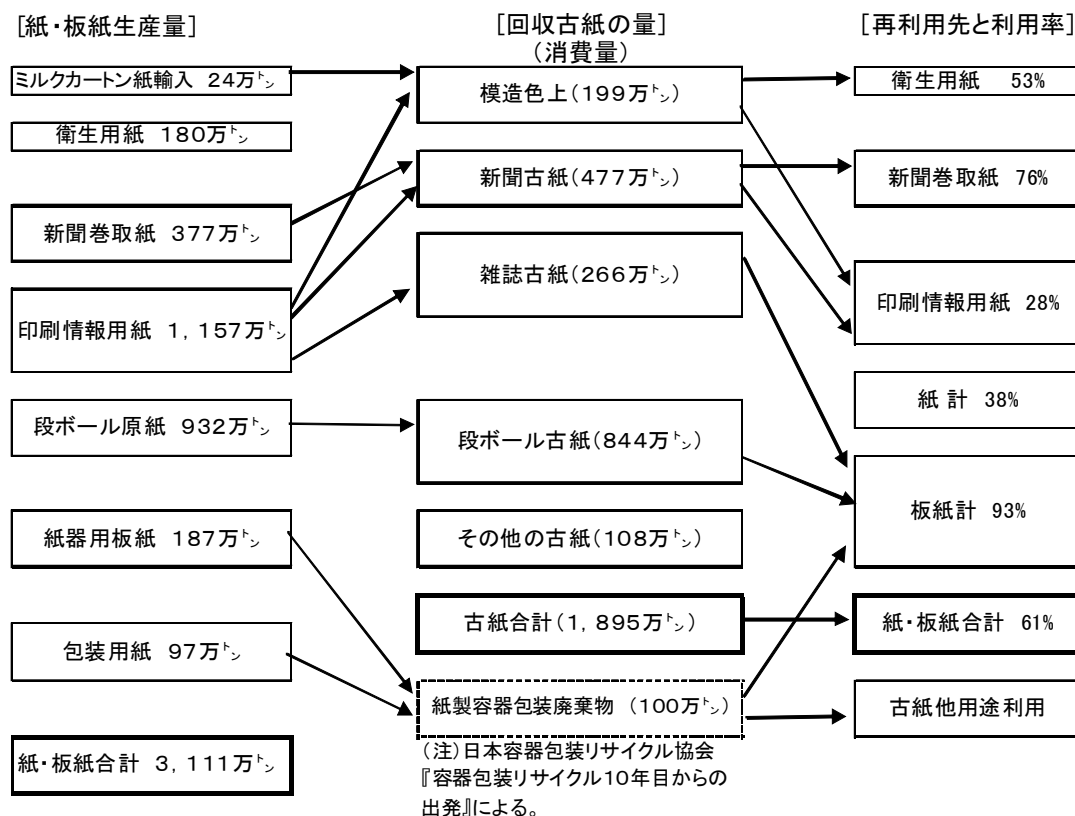 [紙・板紙生産量]
ミルクカートン紙輸入 24万㌧
衛生用紙 180万㌧
新聞巻取紙 377万㌧
印刷情報用紙 1,157万㌧
段ボール原紙 932万㌧
紙器用板紙 187万㌧
包装用紙 97万㌧
紙・板紙合計 3,111万㌧
[回収古紙の量]
(消費量)
模造色上(199万㌧)
新聞古紙(477万㌧)
雑誌古紙(266万㌧)
段ボール古紙(844万㌧)
その他の古紙(108万㌧)
古紙合計(1,895万㌧)
紙製容器包装廃棄物 (100万㌧)
(注)日本容器包装リサイクル協会
『容器包装リサイクル10年目からの
出発』による。
[再利用先と利用率]
衛生用紙 53%
新聞巻取紙 76%
印刷情報用紙 28%
紙 計 38%
板紙計 93%
紙・板紙合計 61%
古紙他用途利用